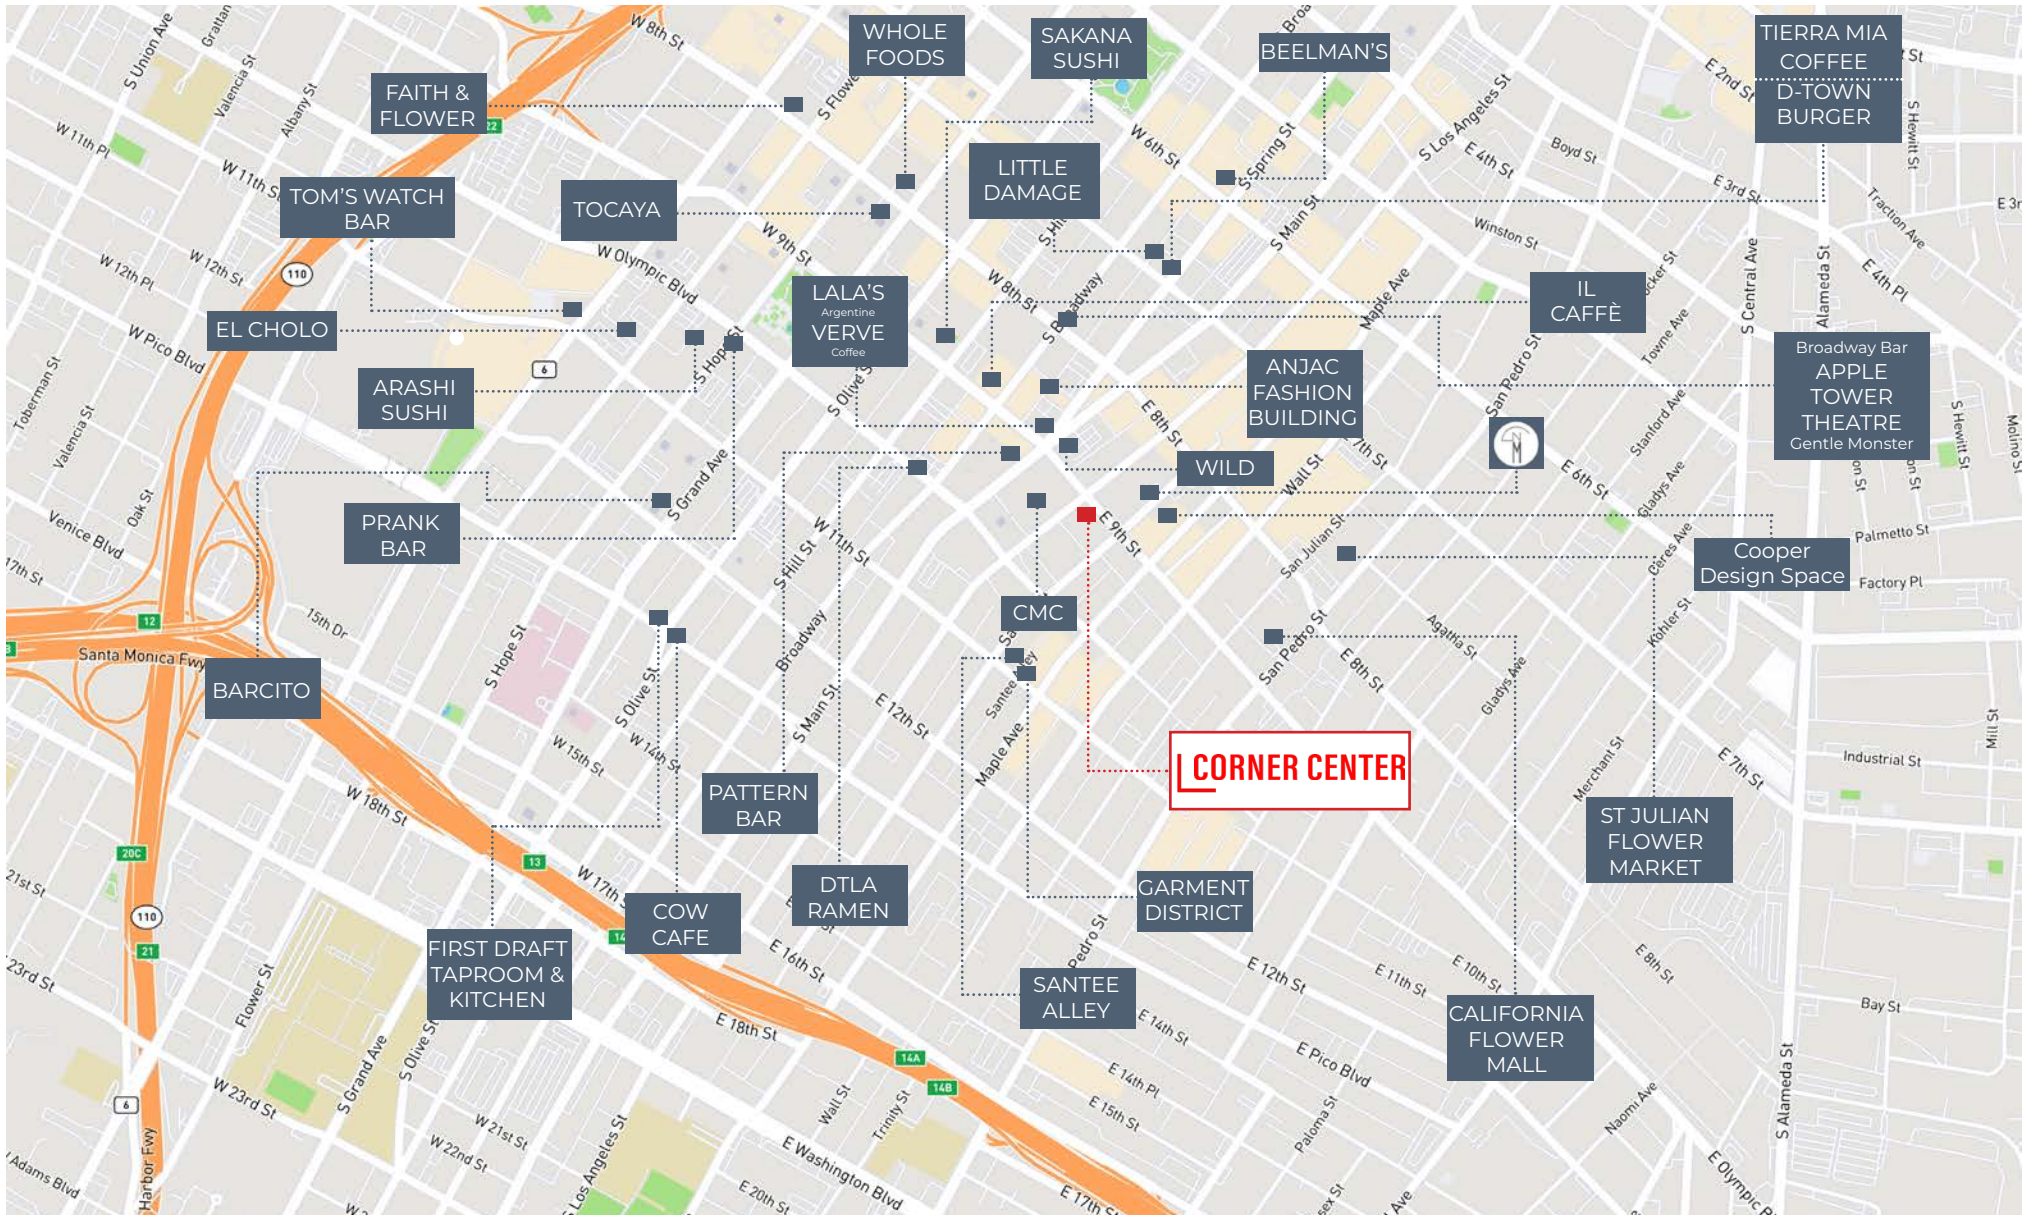 WHOLE
FOODS
SAKANA
SUSHI
BEELMAN'S
TIERRA MIA
COFFEE
D-TOWN
BURGER
FAITH &
FLOWER
LITTLE
DAMAGE
TOM'S WATCH
BAR
TOCAYA
EL CHOLO
LALA'S
Argentine
VERVE
Coffee
IL
CAFFÈ
ARASHI
SUSHI
ANJAC
FASHION
BUILDING
Broadway Bar
APPLE
TOWER
THEATRE
Gentle Monster
WILD
PRANK
BAR
Cooper
Design Space
CMC
BARCITO
CORNER CENTER
PATTERN
BAR
ST JULIAN
FLOWER
MARKET
DTLA
RAMEN
GARMENT
DISTRICT
COW
CAFE
FIRST DRAFT
TAPROOM &
KITCHEN
SANTEE
ALLEY
CALIFORNIA
FLOWER
MALL
S Union Ave
Valencia St
Albany St
W 8th St
W 11th Pl
W 11th St
W 12th St
W 12th Pl
W Pico Blvd
W Olympic Blvd
W 9th St
W 8th St
W 6th St
S Spring St
S Main St
S Los Angeles St
E 4th St
Boyd St
E 2nd St
E 3rd St
S Hewitt St
Traction Ave
E 4th Pl
Winston St
S Central Ave
Alameda St
Maple Ave
Towne Ave
San Pedro St
Stanford Ave
Gladys Ave
E 6th St
Ceres Ave
Kohler St
Palmetto St
Factory Pl
S Hewitt St
Toberman St
Valencia St
Oak St
Venice Blvd
17th St
15th Dr
Santa Monica Fwy
S Grand Ave
S Hope St
S Olive St
S Hill St
W 11th St
Broadway
S Main St
E 12th St
E 8th St
E 9th St
Wall St
San Julian St
San Pedro St
E 8th St
Agatha St
Gladys Ave
Merchant St
E 7th St
Industrial St
Mill St
Bay St
W 14th St
W 15th St
W 17th S
W 18th St
Maple Ave
E 16th St
E 18th St
E 12th St
E 11th St
E 10th St
E 8th St
E 14th St
E 14th Pl
E 15th St
E Pico Blvd
Paloma St
Naomi Ave
S Alameda St
21st St
23rd St
W 23rd St
Flower St
S Grand Ave
S Olive St
W 21st St
W 22nd St
S Los Angeles St
Wall St
Trinity St
E Washington Blvd
E 20th St
E 17th St
Harbor Fwy
Adams Blvd
110
22
6
12
20C
13
110
21
14
14A
14B
6